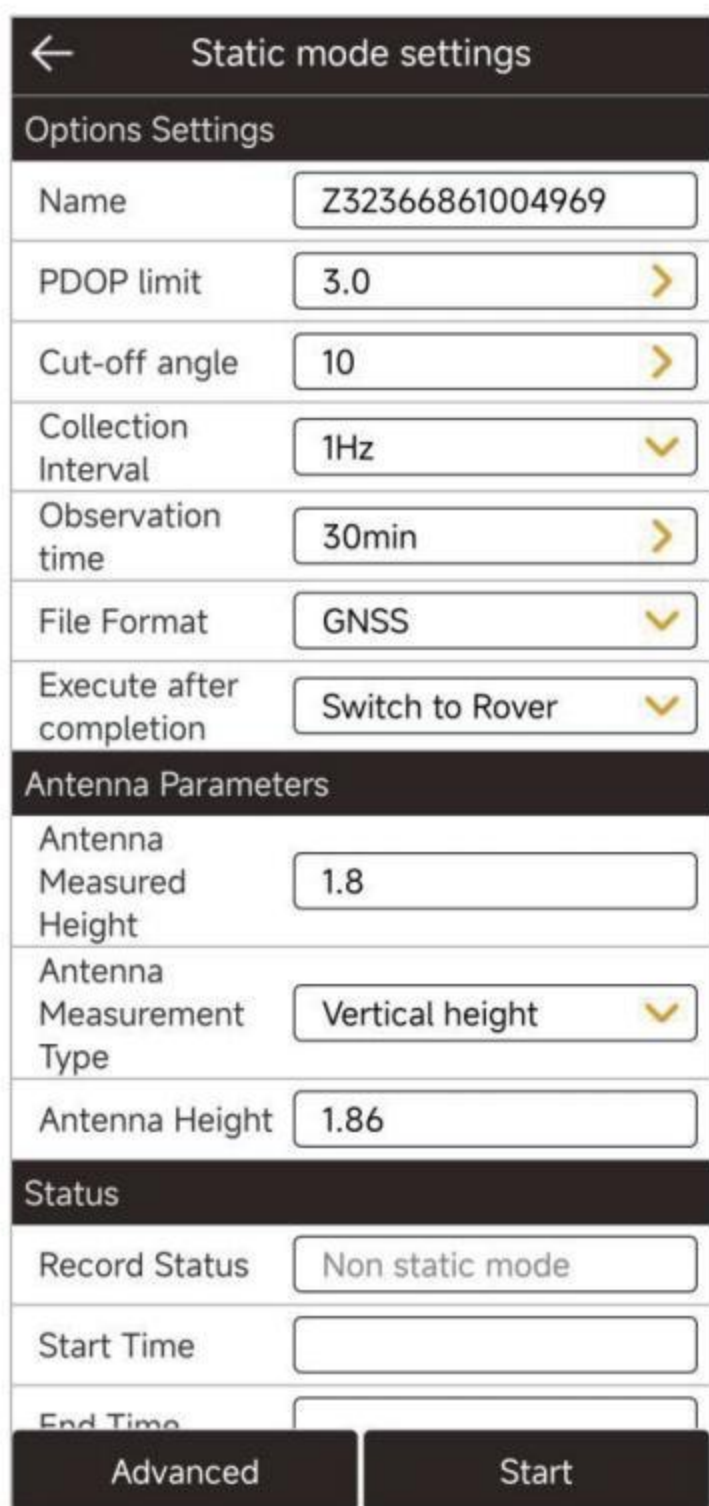 Static mode settings
Options Settings
Name
Z32366861004969
PDOP limit
3.0
Cut-off angle
10
Collection
Interval
1Hz
Observation
time
30min
File Format
GNSS
Execute after
completion
Switch to Rover
Antenna Parameters
Antenna
Measured
Height
1.8
Antenna
Measurement
Type
Vertical height
Antenna Height
1.86
Status
Record Status
Non static mode
Start Time
End Time
Advanced
Start